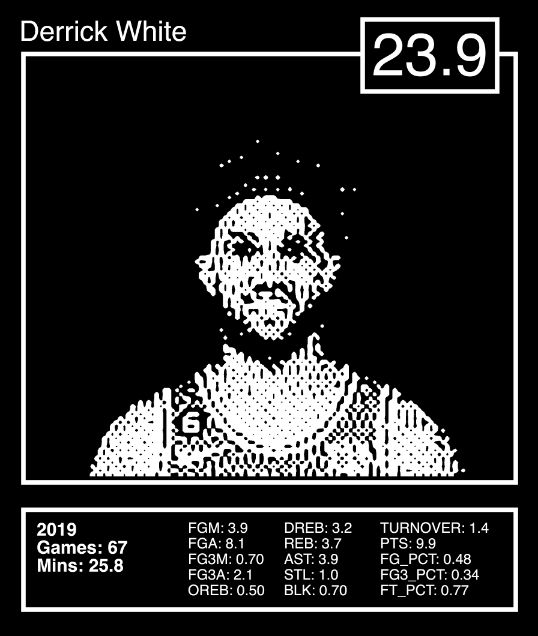 Derrick White
23.9
6
2019
Games: 67
Mins: 25.8
FGM: 3.9
FGA: 8.1
FG3M: 0.70
FG3A: 2.1
OREB: 0.50
DREB: 3.2
REB: 3.7
AST: 3.9
STL: 1.0
BLK: 0.70
TURNOVER: 1.4
PTS: 9.9
FG_PCT: 0.48
FG3_PCT: 0.34
FT_PCT: 0.77